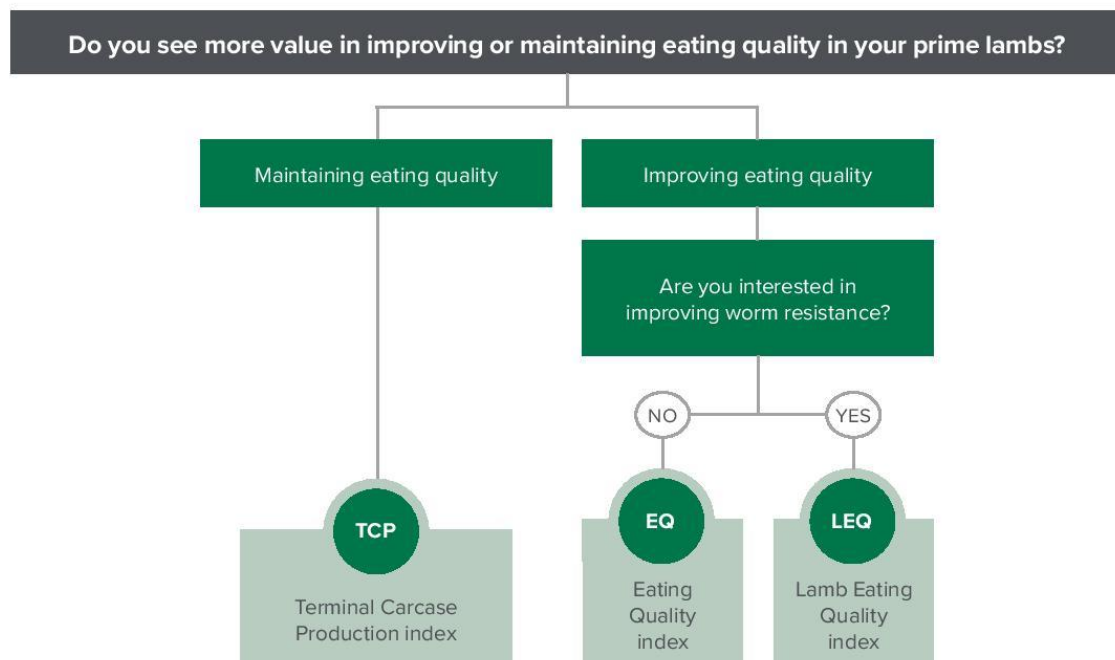 Do you see more value in improving or maintaining eating quality in your prime lambs?
Maintaining eating quality
Improving eating quality
Are you interested in
improving worm resistance?
NO
YES
TCP
Terminal Carcase
Production index
EQ
Eating
Quality
index
LEQ
Lamb Eating
Quality
index